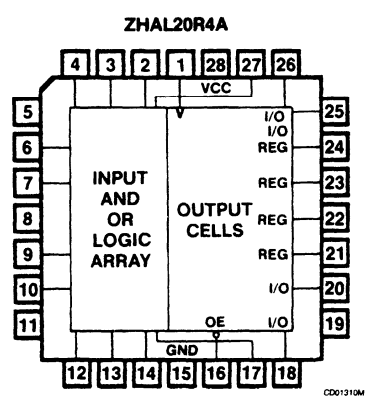 ZHAL20R4A
4 3 2 1 28 27 26
VCC
5 I/O 25
I/O
6 REG 24
7 INPUT REG 23
AND
8 OR OUTPUT REG 22
LOGIC CELLS
9 ARRAY REG 21
10 I/O 20
11 OE I/O 19
GND
12 13 14 15 16 17 18
CD01310M